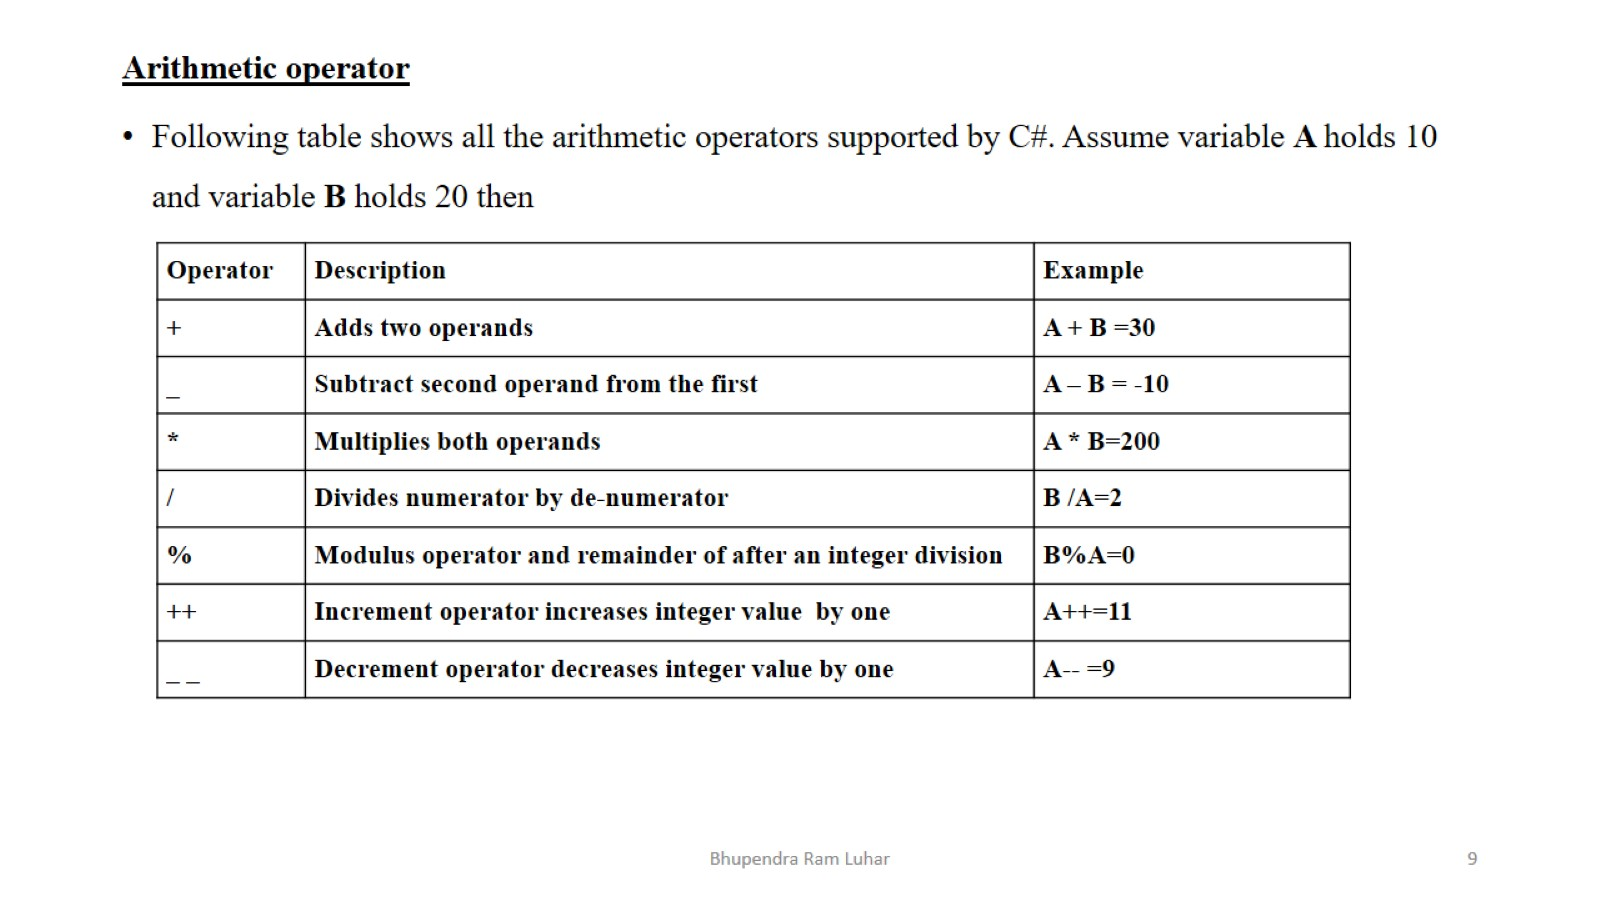 Arithmetic operator
• Following table shows all the arithmetic operators supported by C#. Assume variable A holds 10
and variable B holds 20 then
Operator Description Example
+ Adds two operands A + B =30
_ Subtract second operand from the first A – B = -10
* Multiplies both operands A * B=200
/ Divides numerator by de-numerator B /A=2
% Modulus operator and remainder of after an integer division B%A=0
++ Increment operator increases integer value by one A++=11
_ _ Decrement operator decreases integer value by one A-- =9
Bhupendra Ram Luhar 9